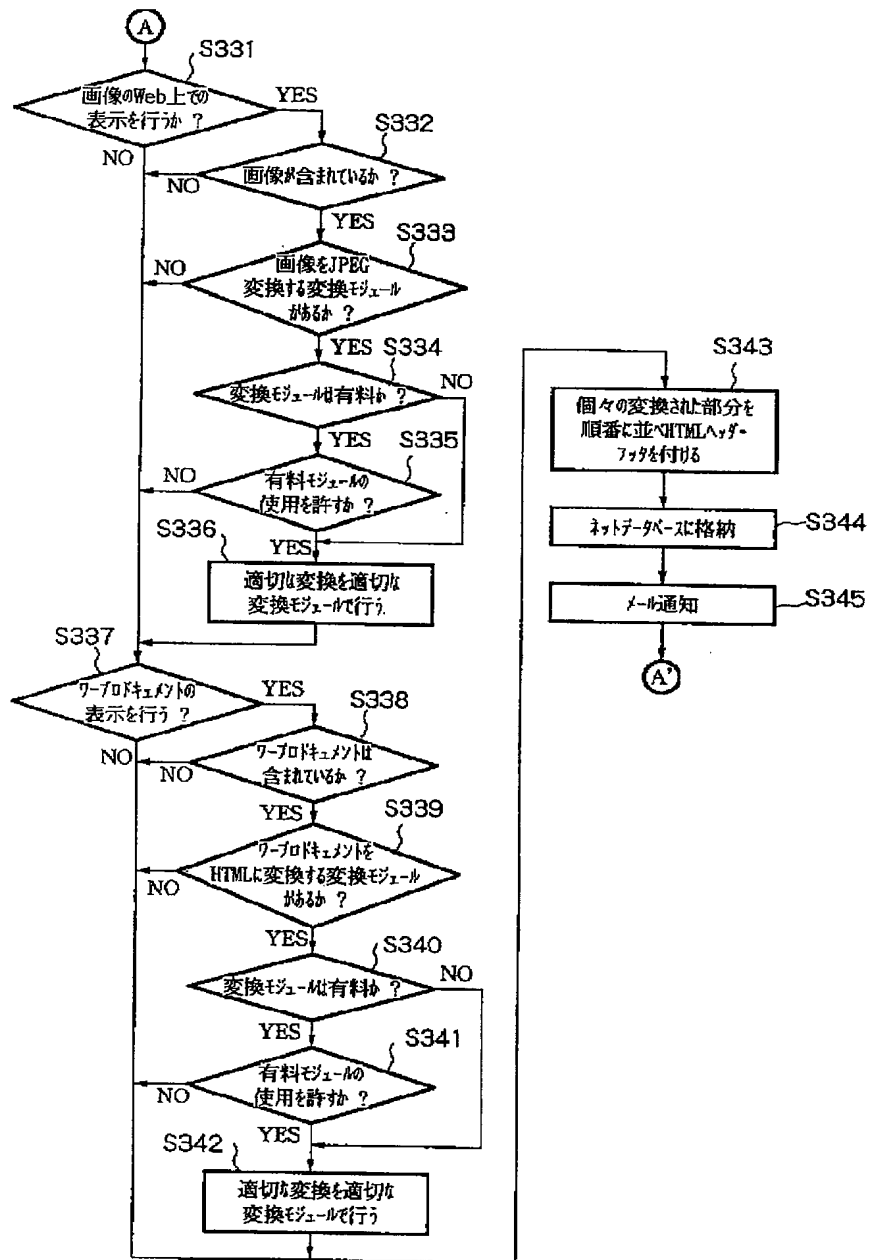 A
S331
画像のWeb上での
表示を行うか ?
YES
NO
S332
画像が含まれているか ?
NO
YES
S333
画像をJPEG
変換する変換モジュール
があるか ?
NO
YES
S334
変換モジュールは有料か ?
NO
YES
S335
有料モジュールの
使用を許すか ?
NO
YES
S336
適切な変換を適切な
変換モジュールで行う.
S337
ワープロドキュメントの
表示を行う ?
YES
NO
S338
ワープロドキュメントは
含まれているか ?
NO
YES
S339
ワープロドキュメントを
HTMLに変換する変換モジュール
があるか ?
NO
YES
S340
変換モジュールは有料か ?
NO
YES
S341
有料モジュールの
使用を許すか ?
NO
YES
S342
適切な変換を適切な
変換モジュールで行う
S343
個々の変換された部分を
順番に並べHTMLヘッダー
フッタを付ける
ネットデータベースに格納
S344
メール通知
S345
A'